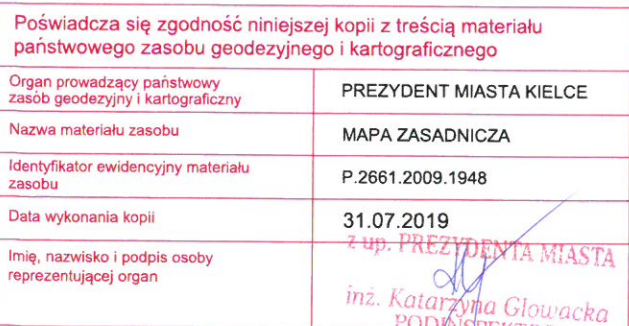 Poświadcza się zgodność niniejszej kopii z treścią materiału
państwowego zasobu geodezyjnego i kartograficznego
Organ prowadzący państwowy
zasób geodezyjny i kartograficzny
PREZYDENT MIASTA KIELCE
Nazwa materiału zasobu
MAPA ZASADNICZA
Identyfikator ewidencyjny materiału
zasobu
P.2661.2009.1948
Data wykonania kopii
31.07.2019
Imię, nazwisko i podpis osoby
reprezentującej organ
z up. PREZYDENTA MIASTA
inż. Katarzyna Głowacka